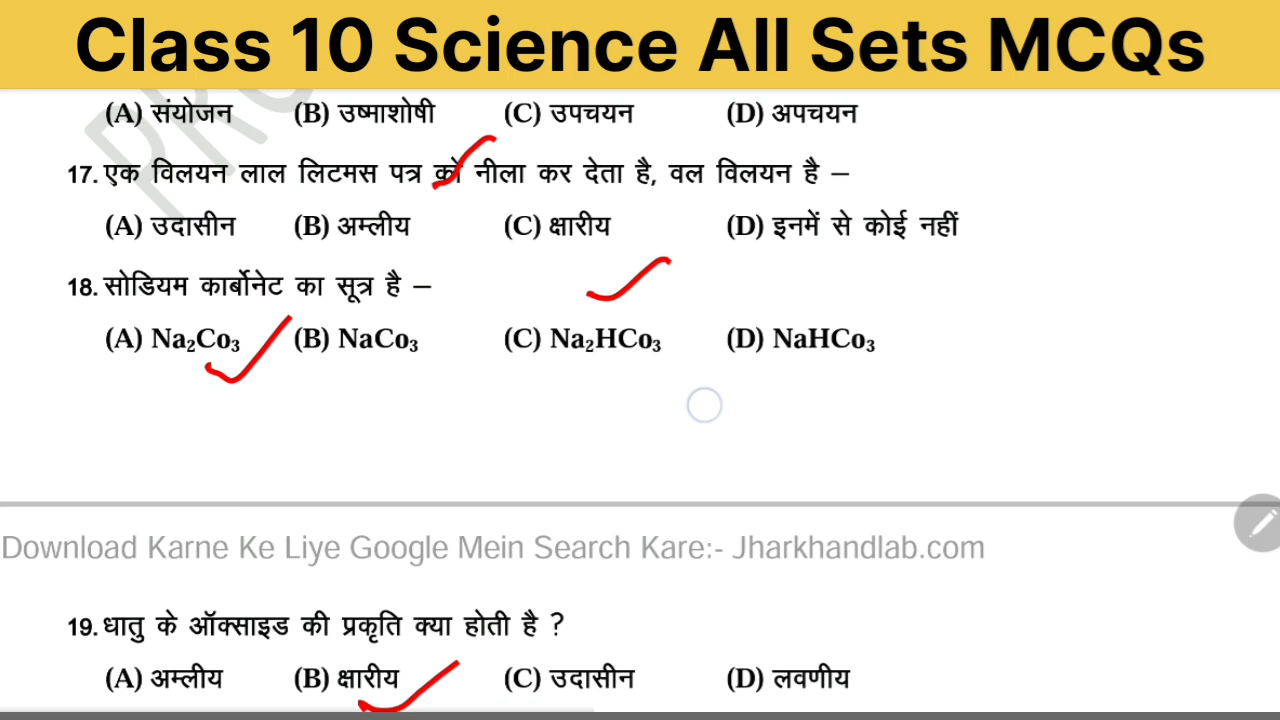 Class 10 Science All Sets MCQs
(A) संयोजन (B) उष्माशोषी (C) उपचयन (D) अपचयन
17. एक विलयन लाल लिटमस पत्र को नीला कर देता है, वल विलयन है –
(A) उदासीन (B) अम्लीय (C) क्षारीय (D) इनमें से कोई नहीं
18. सोडियम कार्बोनेट का सूत्र है –
(A) Na₂Co₃ (B) NaCo₃ (C) Na₂HCo₃ (D) NaHCo₃
Download Karne Ke Liye Google Mein Search Kare:- Jharkhandlab.com
19. धातु के ऑक्साइड की प्रकृति क्या होती है ?
(A) अम्लीय (B) क्षारीय (C) उदासीन (D) लवणीय